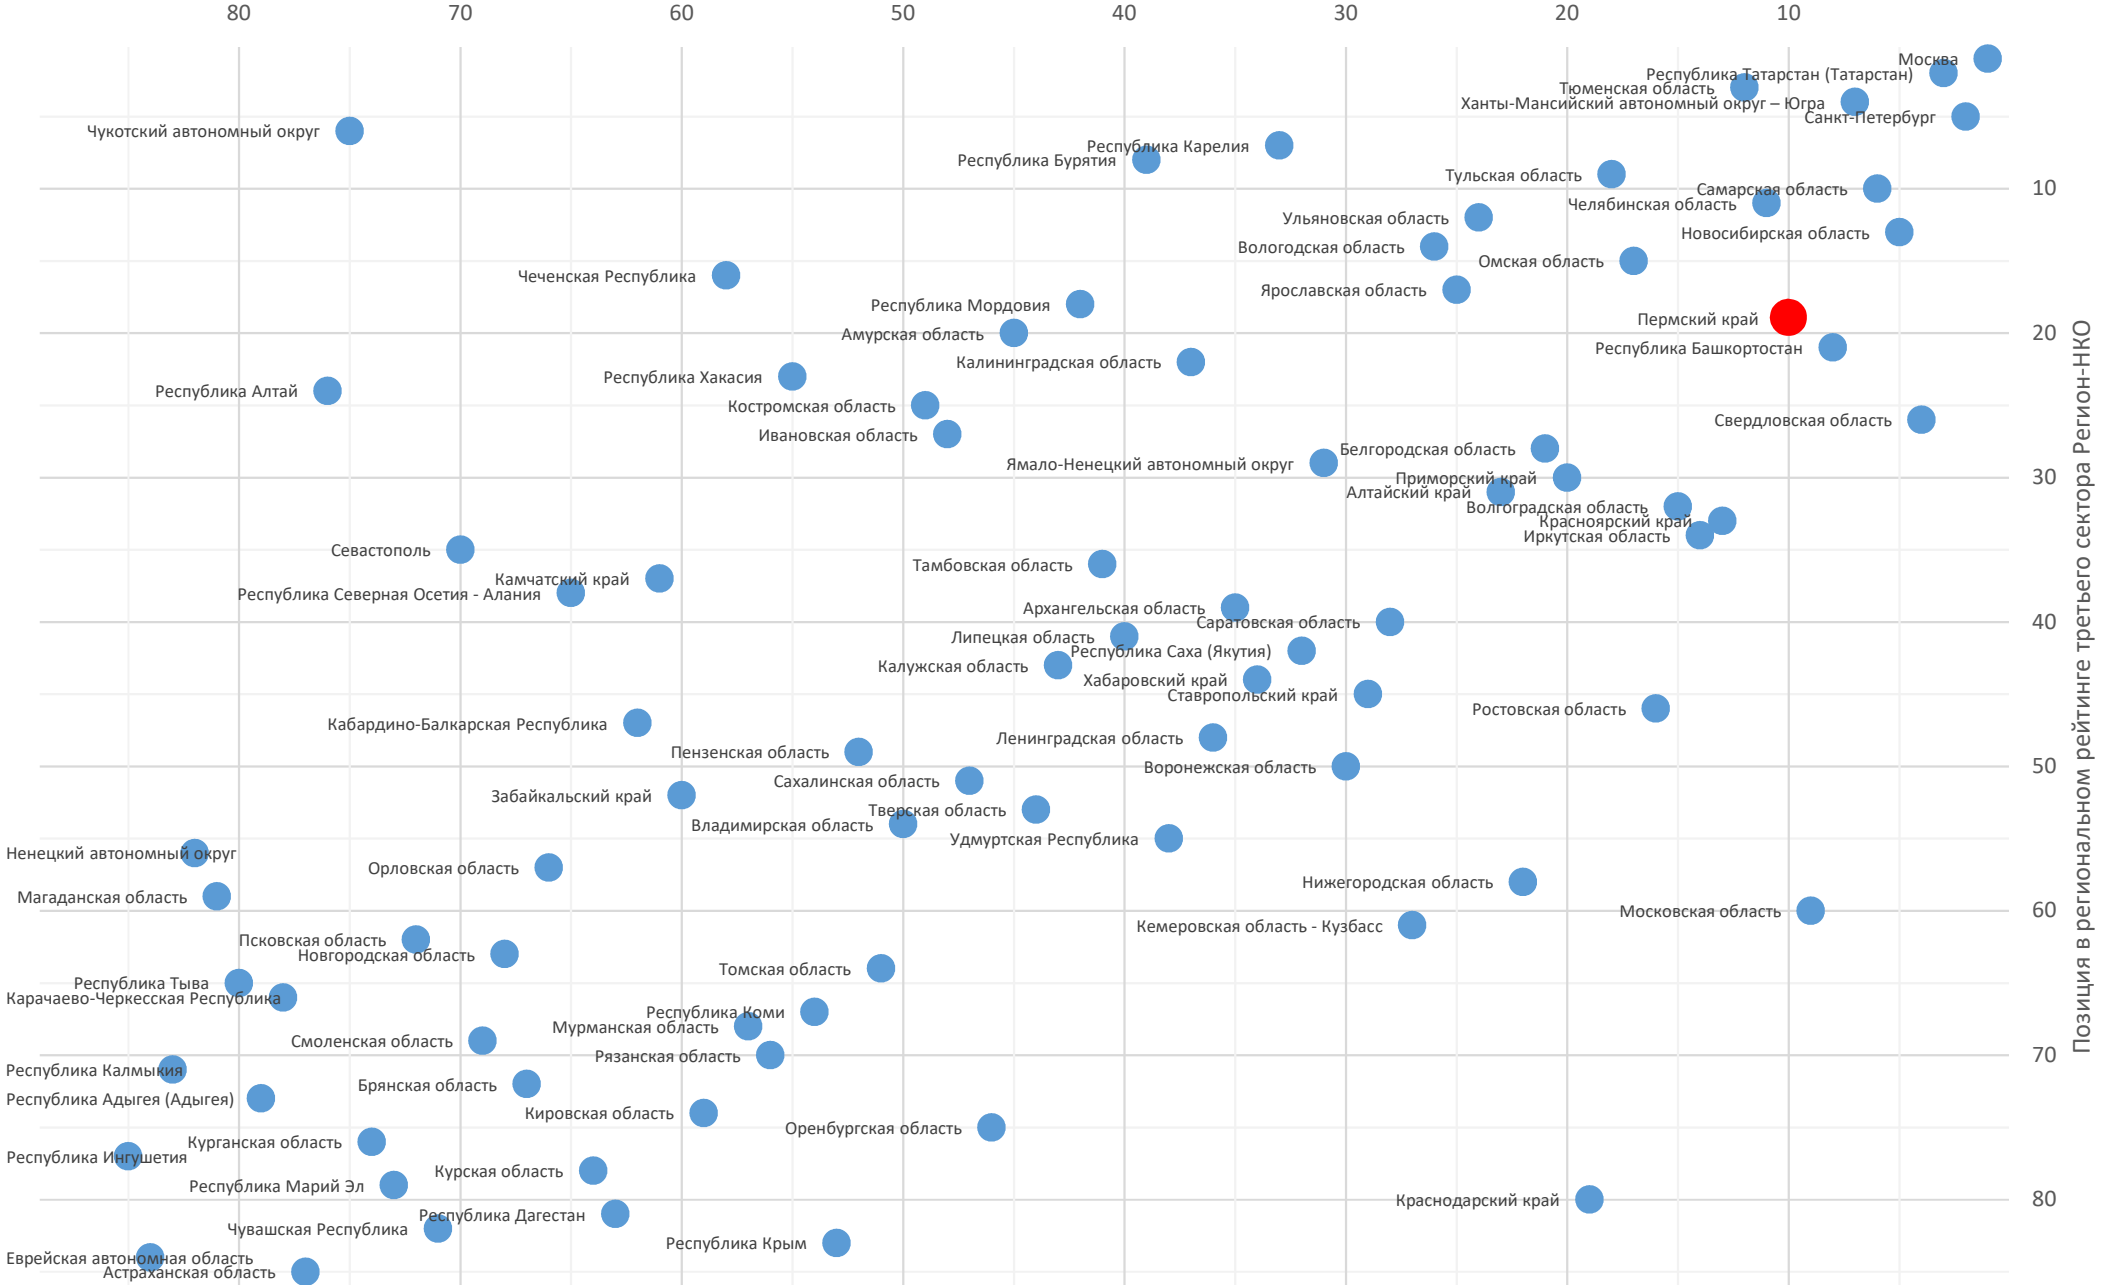 80 70 60 50 40 30 20 10
Москва
Республика Татарстан (Татарстан)
Тюменская область
Ханты-Мансийский автономный округ – Югра
Санкт-Петербург
Чукотский автономный округ
Республика Карелия
Республика Бурятия
Тульская область
Самарская область
10
Челябинская область
Ульяновская область
Новосибирская область
Вологодская область
Омская область
Чеченская Республика
Ярославская область
Республика Мордовия
Пермский край
Амурская область
20
Республика Башкортостан
Калининградская область
Республика Хакасия
Республика Алтай
Костромская область
Свердловская область
Ивановская область
Белгородская область
Ямало-Ненецкий автономный округ
Приморский край
30
Алтайский край
Волгоградская область
Красноярский край
Иркутская область
Севастополь
Тамбовская область
Камчатский край
Республика Северная Осетия - Алания
Архангельская область
Саратовская область
40
Липецкая область
Республика Саха (Якутия)
Калужская область
Хабаровский край
Ставропольский край
Ростовская область
Кабардино-Балкарская Республика
Ленинградская область
Пензенская область
Воронежская область
50
Сахалинская область
Забайкальский край
Тверская область
Владимирская область
Удмуртская Республика
Ненецкий автономный округ
Орловская область
Нижегородская область
Магаданская область
Московская область
60
Кемеровская область - Кузбасс
Псковская область
Новгородская область
Томская область
Республика Тыва
Карачаево-Черкесская Республика
Республика Коми
Мурманская область
Смоленская область
Рязанская область
70
Республика Калмыкия
Брянская область
Республика Адыгея (Адыгея)
Кировская область
Оренбургская область
Курганская область
Республика Ингушетия
Курская область
Республика Марий Эл
Краснодарский край
80
Республика Дагестан
Чувашская Республика
Республика Крым
Еврейская автономная область
Астраханская область
Позиция в региональном рейтинге третьего сектора Регион-НКО